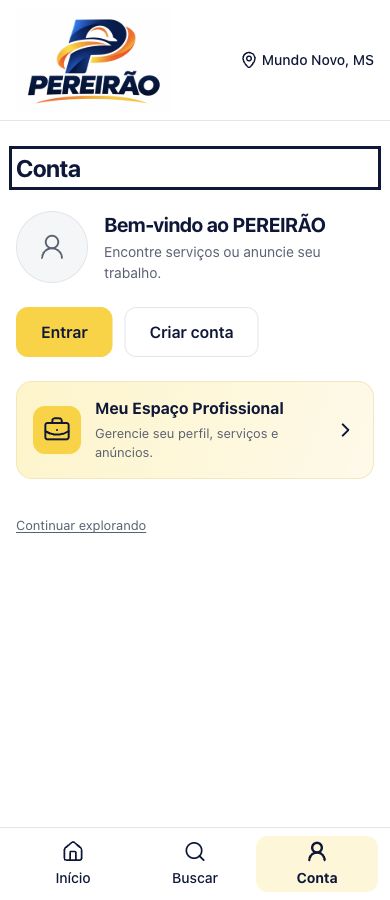 PEREIRÃO
Mundo Novo, MS
Conta
Bem-vindo ao PEREIRÃO
Encontre serviços ou anuncie seu
trabalho.
Entrar
Criar conta
Meu Espaço Profissional
Gerencie seu perfil, serviços e
anúncios.
Continuar explorando
Início
Buscar
Conta